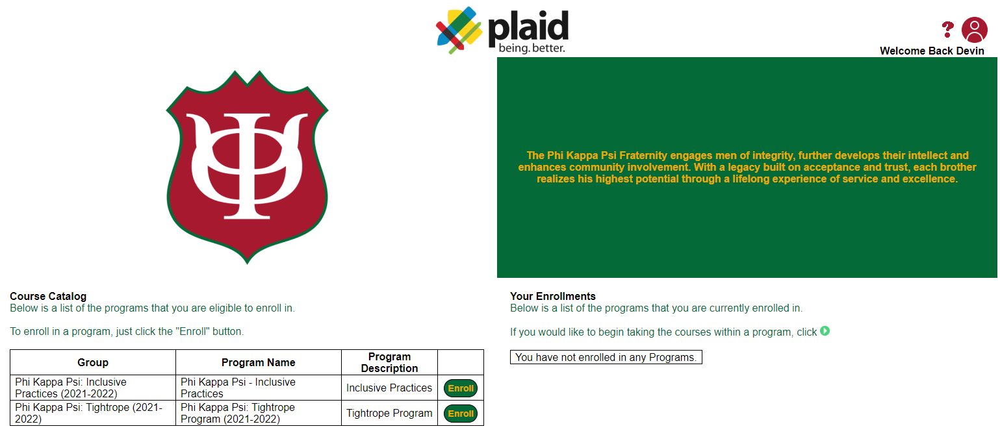 plaid
being. better.
?
Welcome Back Devin
ΦΨ
The Phi Kappa Psi Fraternity engages men of integrity, further develops their intellect and
enhances community involvement. With a legacy built on acceptance and trust, each brother
realizes his highest potential through a lifelong experience of service and excellence.
Course Catalog
Below is a list of the programs that you are eligible to enroll in.
To enroll in a program, just click the "Enroll" button.
Group Program Name Program
Description
Phi Kappa Psi: Inclusive
Practices (2021-2022)
Phi Kappa Psi - Inclusive
Practices
Inclusive Practices
Enroll
Phi Kappa Psi: Tightrope (2021-
2022)
Phi Kappa Psi: Tightrope
Program (2021-2022)
Tightrope Program
Enroll
Your Enrollments
Below is a list of the programs that you are currently enrolled in.
If you would like to begin taking the courses within a program, click
You have not enrolled in any Programs.